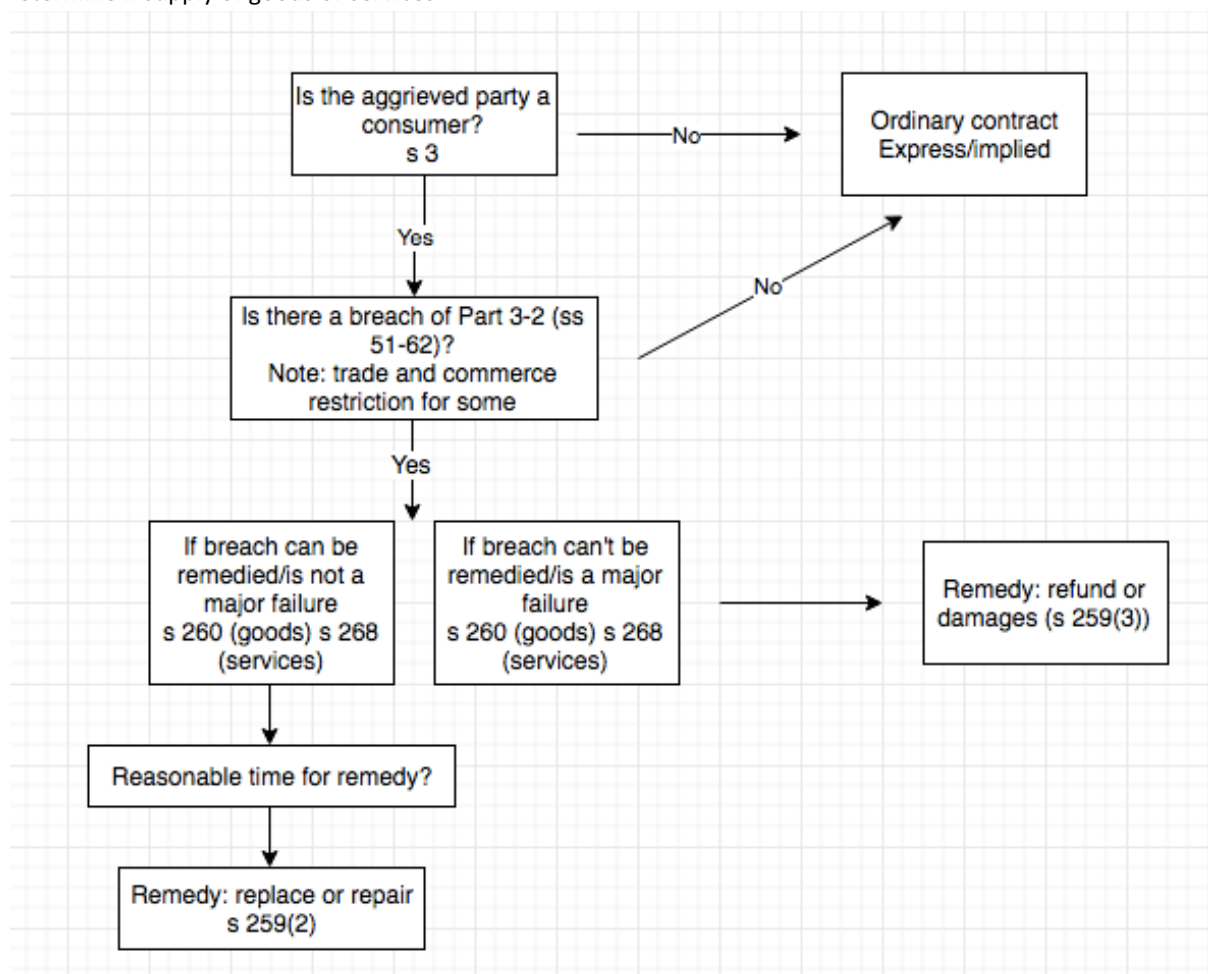 Is the aggrieved party a
consumer?
s 3
No
Ordinary contract
Express/implied
Yes
No
Is there a breach of Part 3-2 (ss
51-62)?
Note: trade and commerce
restriction for some
Yes
If breach can be
remedied/is not a
major failure
s 260 (goods) s 268
(services)
If breach can't be
remedied/is a major
failure
s 260 (goods) s 268
(services)
Remedy: refund or
damages (s 259(3))
Reasonable time for remedy?
Remedy: replace or repair
s 259(2)